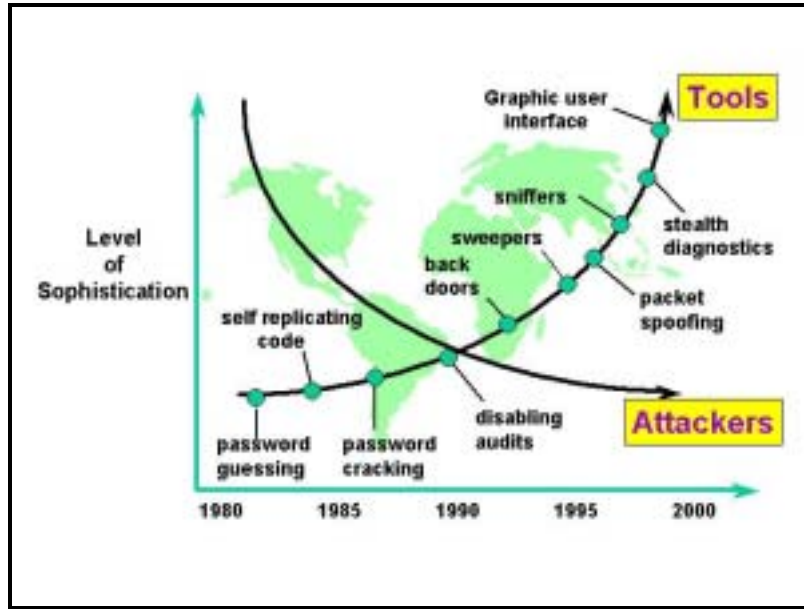 Tools
Graphic user
interface
sniffers
stealth
diagnostics
sweepers
Level
of
Sophistication
back
doors
packet
spoofing
self replicating
code
disabling
audits
Attackers
password
guessing
password
cracking
1980
1985
1990
1995
2000